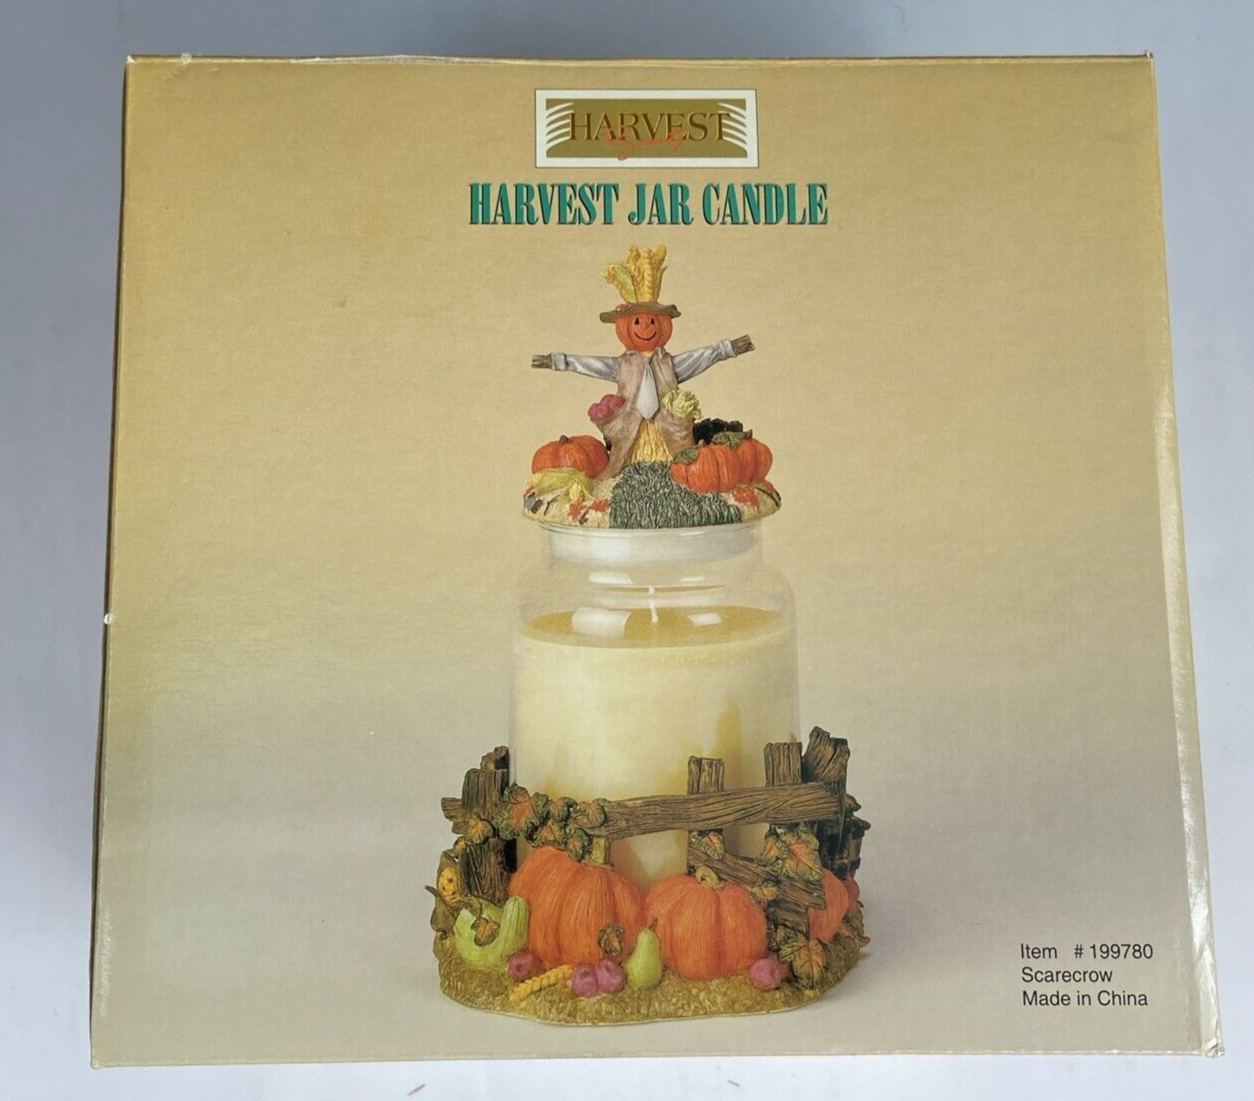 HARVEST
HARVEST JAR CANDLE
Item # 199780
Scarecrow
Made in China